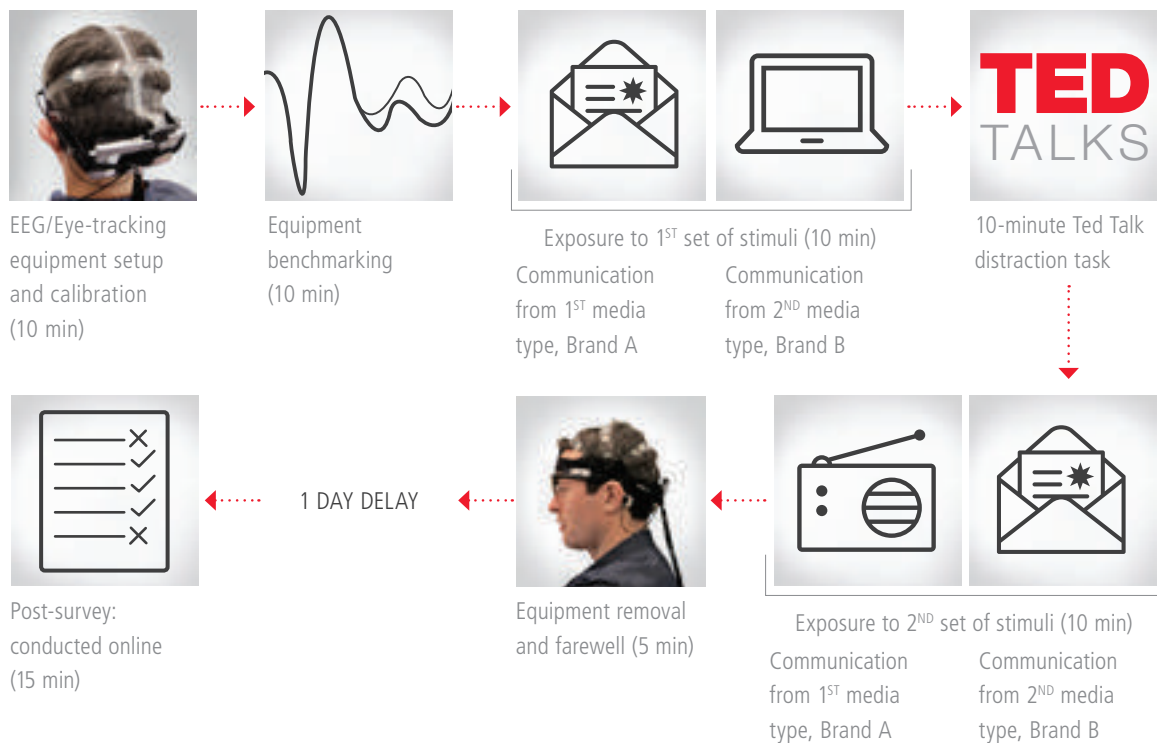 TED
TALKS
EEG/Eye-tracking
equipment setup
and calibration
(10 min)
Equipment
benchmarking
(10 min)
Exposure to 1ST set of stimuli (10 min)
Communication
from 1ST media
type, Brand A
Communication
from 2ND media
type, Brand B
10-minute Ted Talk
distraction task
Exposure to 2ND set of stimuli (10 min)
Communication
from 1ST media
type, Brand A
Communication
from 2ND media
type, Brand B
Equipment removal
and farewell (5 min)
1 DAY DELAY
Post-survey:
conducted online
(15 min)